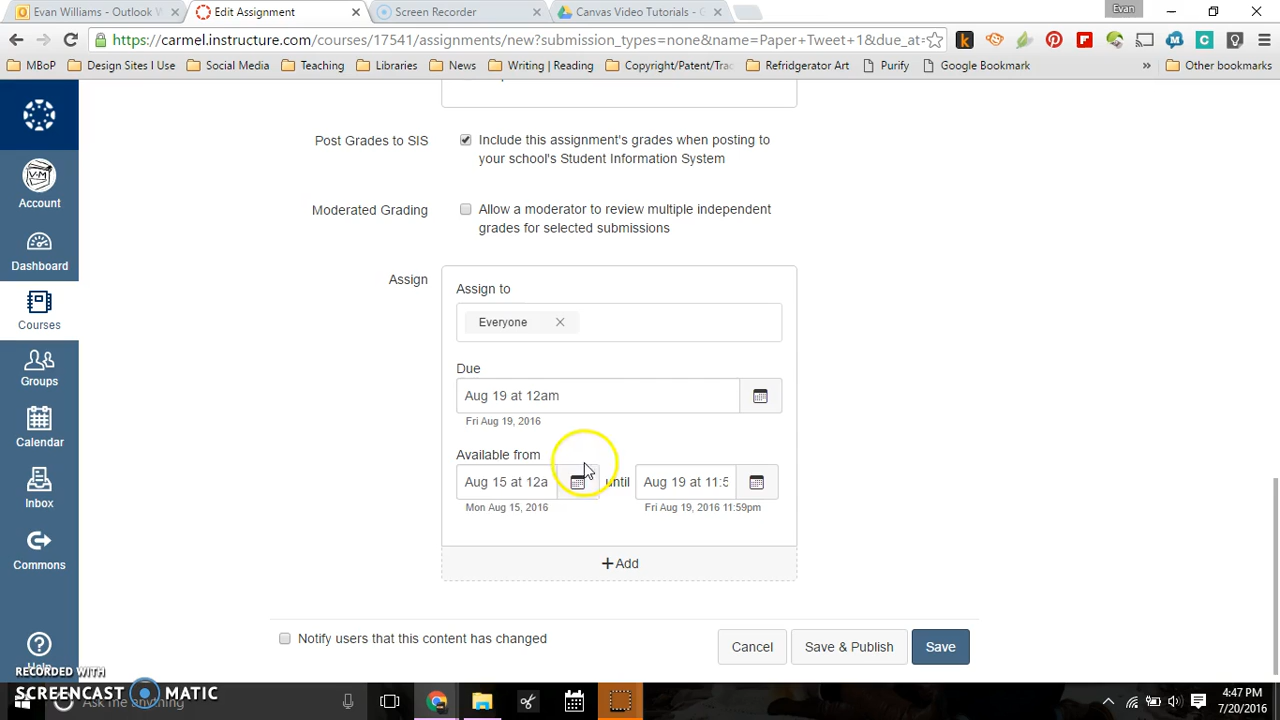 Evan Williams - Outlook W
Edit Assignment
Screen Recorder
Canvas Video Tutorials - G
Evan
https://carmel.instructure.com/courses/17541/assignments/new?submission_types=none&name=Paper+Tweet+1&due_at=
MBoP
Design Sites I Use
Social Media
Teaching
Libraries
News
Writing | Reading
Copyright/Patent/Trac
Refridgerator Art
Purify
Google Bookmark
»
Other bookmarks
Account
Dashboard
Courses
Groups
Calendar
Inbox
Commons
Help
Post Grades to SIS
Include this assignment's grades when posting to
your school's Student Information System
Moderated Grading
Allow a moderator to review multiple independent
grades for selected submissions
Assign
Assign to
Everyone
Due
Aug 19 at 12am
Fri Aug 19, 2016
Available from
Aug 15 at 12a
until
Aug 19 at 11:5
Mon Aug 15, 2016
Fri Aug 19, 2016 11:59pm
+Add
Notify users that this content has changed
Cancel
Save & Publish
Save
RECORDED WITH
SCREENCAST MATIC
Ask me anything
4:47 PM
7/20/2016